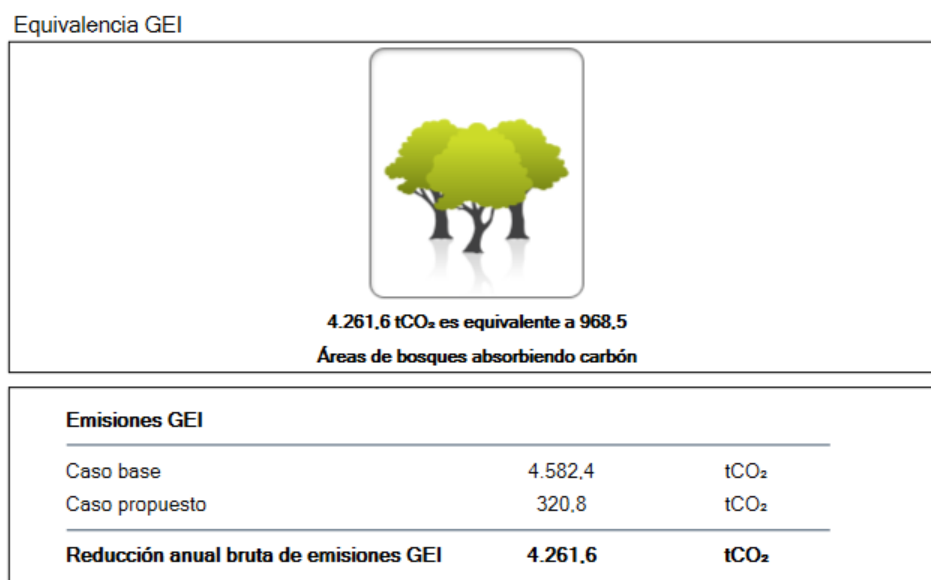 Equivalencia GEI
4.261,6 tCO₂ es equivalente a 968,5
Áreas de bosques absorbiendo carbón
Emisiones GEI
Caso base 4.582,4 tCO₂
Caso propuesto 320,8 tCO₂
Reducción anual bruta de emisiones GEI 4.261,6 tCO₂